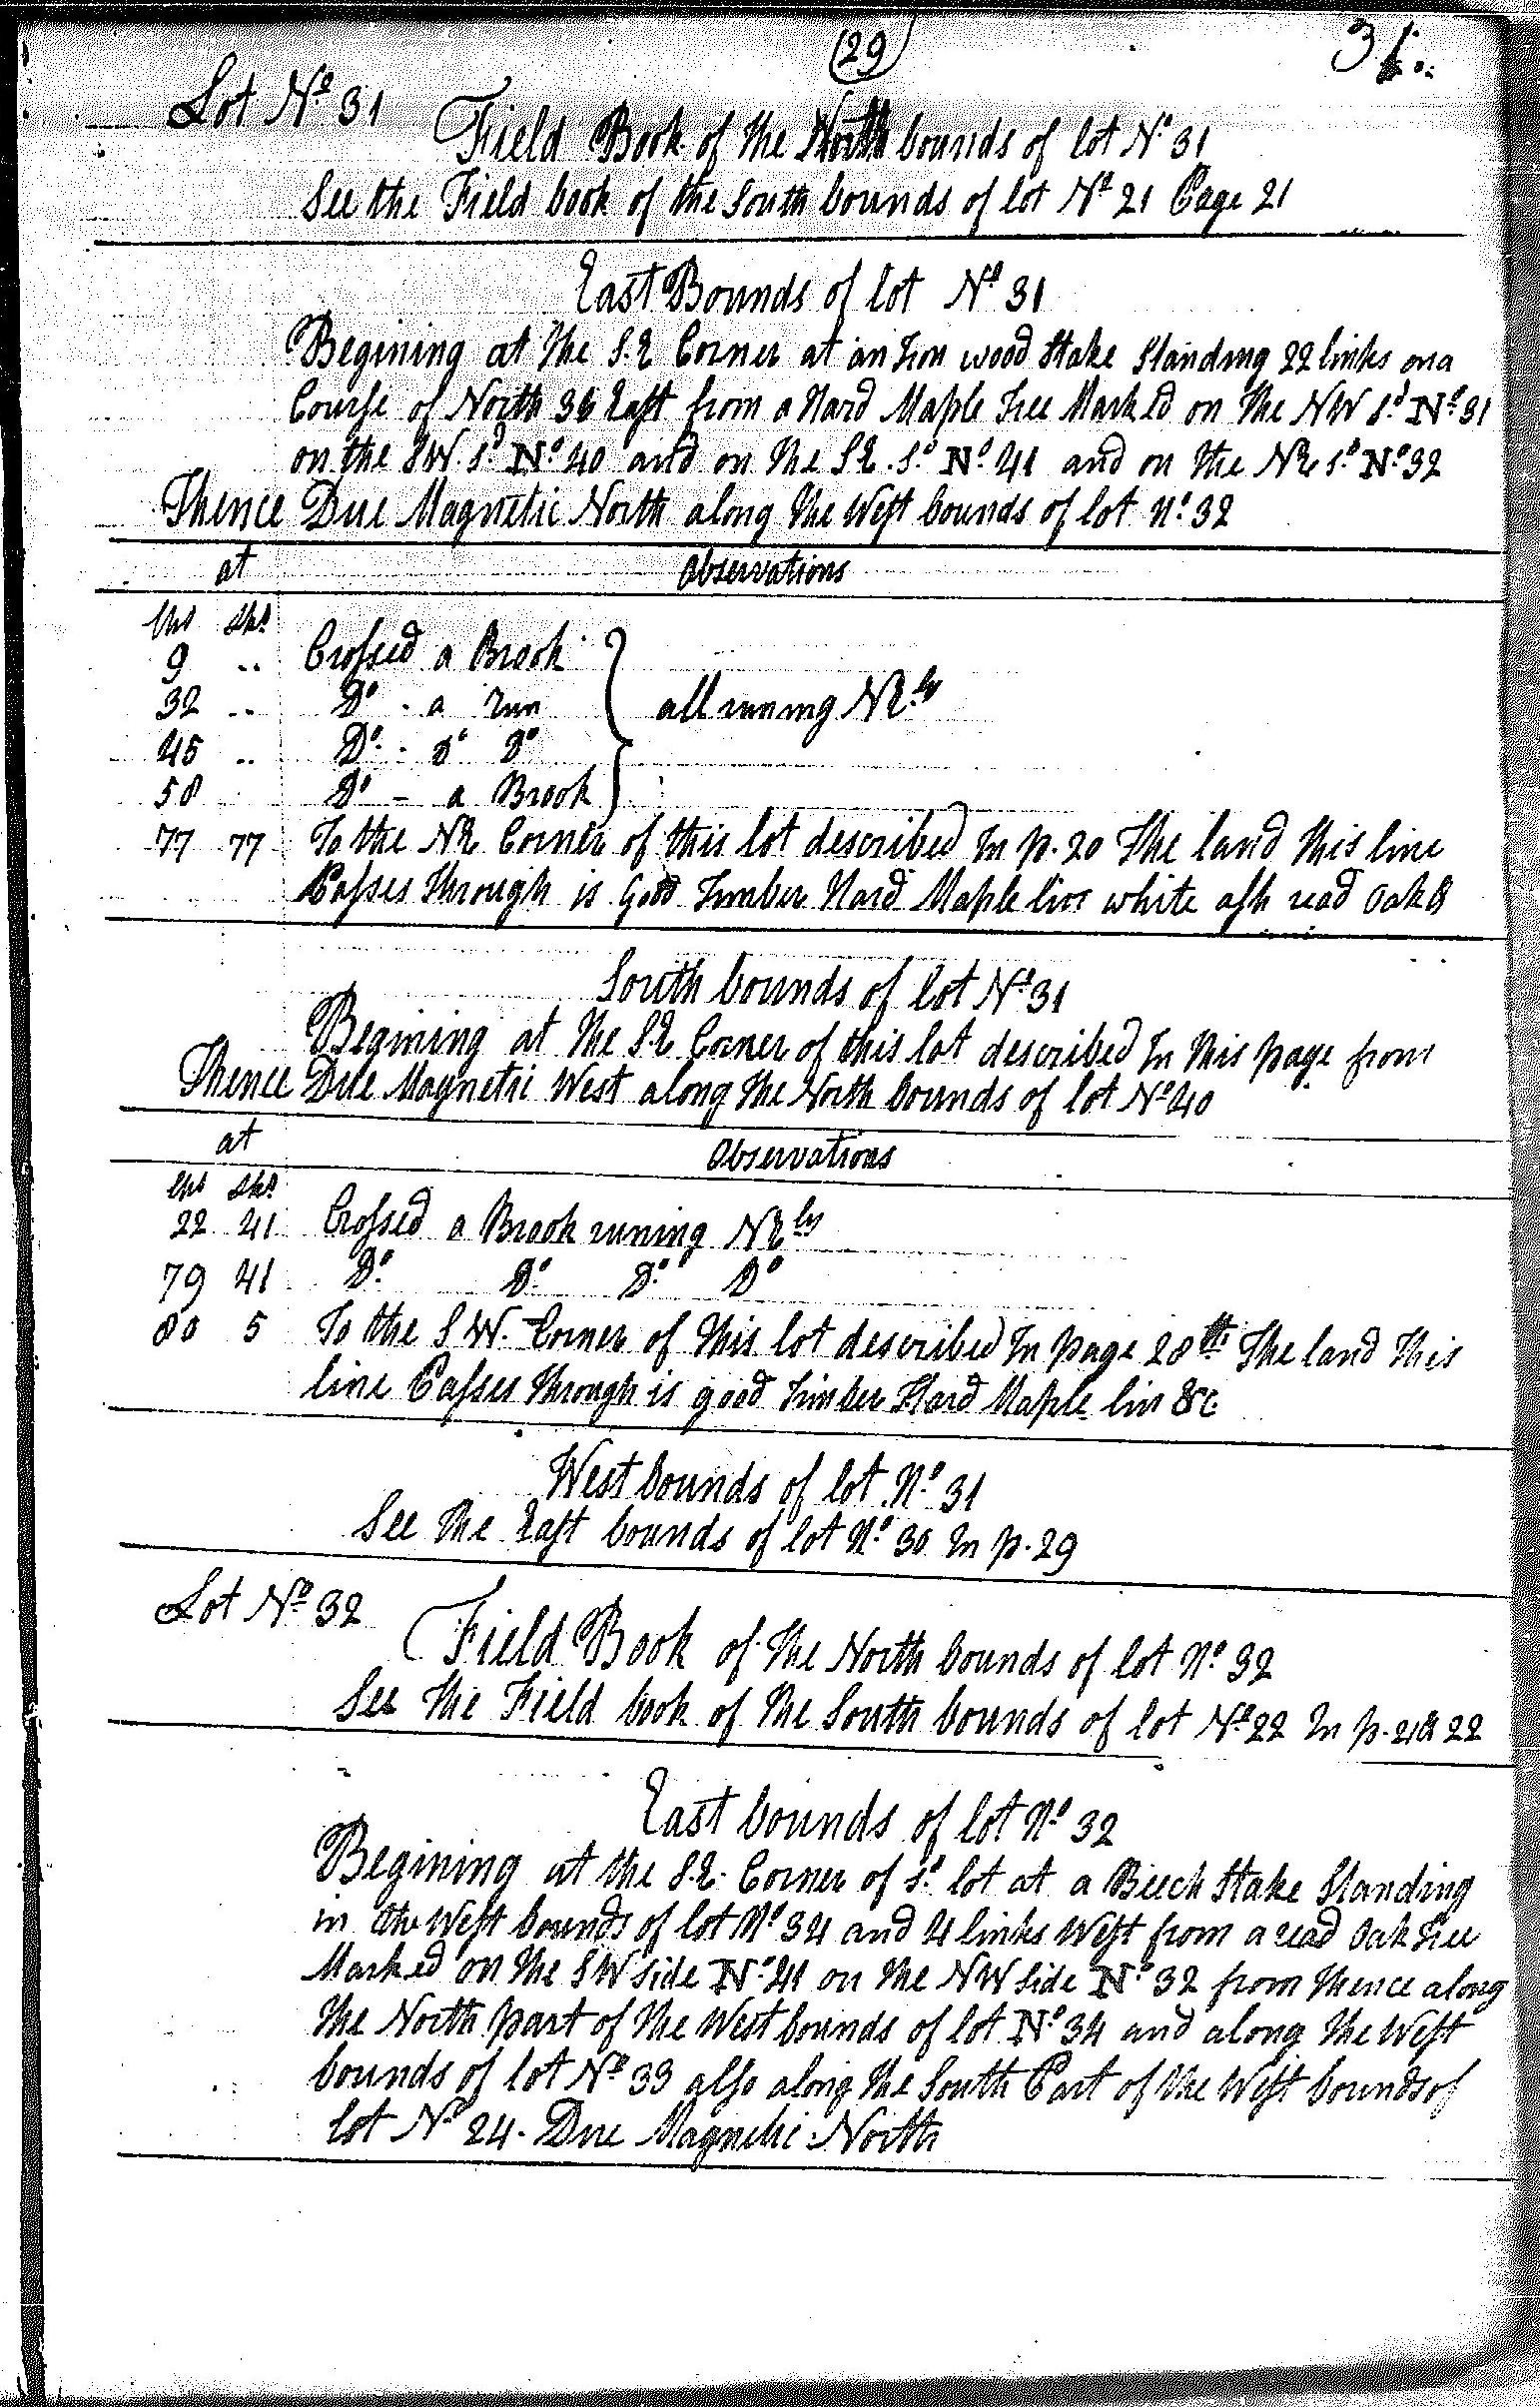 (29)
31.
Lot Nº 31
Field Book of the North bounds of lot Nº 31
See the Field book of the South bounds of lot Nº 21 Page 21
East Bounds of lot Nº 31
Begining at the S.E Corner at an Iron wood Stake Standing 22 links on a
Course of North 36 East from a Hard Maple Tree Marked on the NW sd Nº 31
on the SW. sd Nº 40 and on the SE. sd Nº 41 and on the NE sd Nº 32
Thence Due Magnetic North along the West bounds of lot Nº 32
at Observations
Chs Lks
9 .. Crossed a Brook
32 .. Dº - a run
all runing NEly
45 .. Dº - Dº Dº
58 Dº - a Brook
77 77 To the NE Corner of this lot described In p. 20 The land this line
Passes through is Good Timber Hard Maple lin white ash read oak &
South bounds of lot Nº 31
Begining at the S.E Corner of this lot described In this page from
Thence Due Magnetic West along the North bounds of lot Nº 40
at Observations
Chs Lks
22 41 Crossed a Brook runing NEly
79 41 Dº Dº Dº Dº
80 5 To the SW. Corner of this lot described In page 28th The land this
line Passes through is good Timber Hard Maple lin &c
West bounds of lot Nº 31
See the East bounds of lot Nº 30 In p. 29
Lot Nº 32
Field Book of the North bounds of lot Nº 32
See the Field book of the South bounds of lot Nº 22 In p. 21 & 22
East bounds of lot Nº 32
Begining at the S.E. Corner of sd lot at a Beech Stake Standing
in the West bounds of lot Nº 34 and 4 links West from a read oak Tree
Marked on the SW side Nº 41 on the NW side Nº 32 from thence along
the North part of the West bounds of lot Nº 34 and along the West
bounds of lot Nº 33 also along the South Part of the West bounds of
lot Nº 24. Due Magnetic North